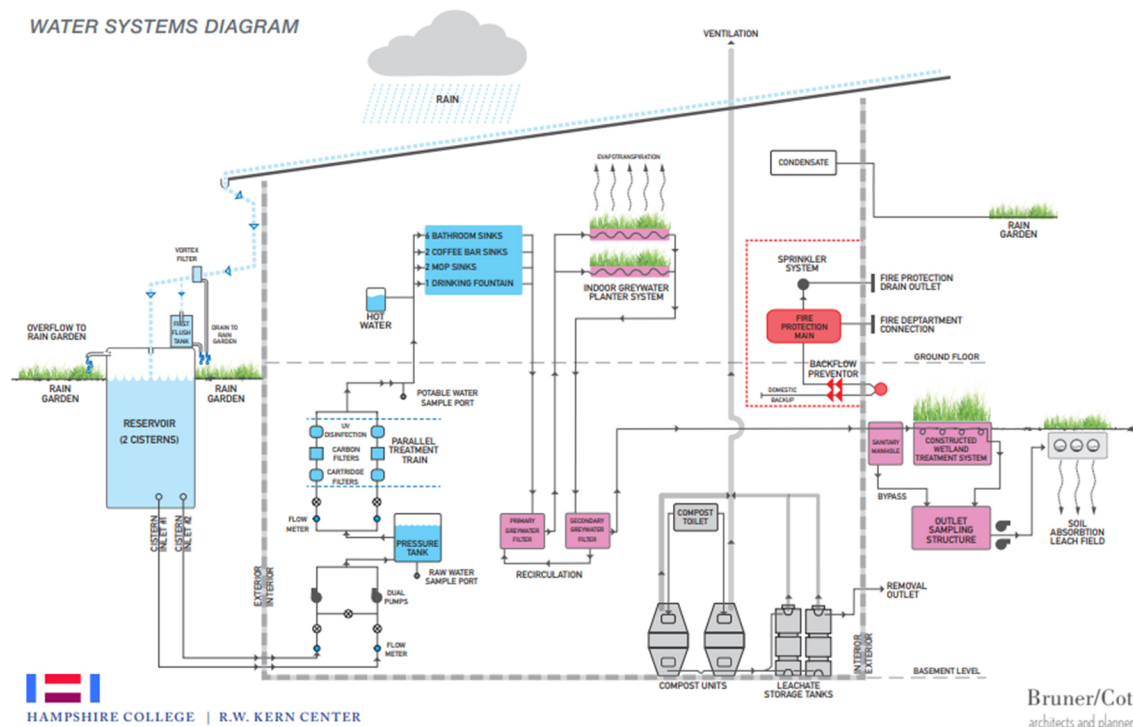 WATER SYSTEMS DIAGRAM
RAIN
VENTILATION
EVAPOTRANSPIRATION
CONDENSATE
RAIN
GARDEN
6 BATHROOM SINKS
2 COFFEE BAR SINKS
2 MOP SINKS
1 DRINKING FOUNTAIN
HOT
WATER
INDOOR GREYWATER
PLANTER SYSTEM
SPRINKLER
SYSTEM
FIRE PROTECTION
DRAIN OUTLET
FIRE
PROTECTION
MAIN
FIRE DEPTARTMENT
CONNECTION
VORTEX
FILTER
FIRST
FLUSH
TANK
DRAIN TO
RAIN
GARDEN
OVERFLOW TO
RAIN GARDEN
RAIN
GARDEN
RAIN
GARDEN
GROUND FLOOR
BACKFLOW
PREVENTOR
DOMESTIC
BACKUP
RESERVOIR
(2 CISTERNS)
POTABLE WATER
SAMPLE PORT
UV
DISINFECTION
CARBON
FILTERS
CARTRIDGE
FILTERS
PARALLEL
TREATMENT
TRAIN
FLOW
METER
PRESSURE
TANK
RAW WATER
SAMPLE PORT
PRIMARY
GREYWATER
FILTER
SECONDARY
GREYWATER
FILTER
RECIRCULATION
COMPOST
TOILET
SANITARY
MANHOLE
CONSTRUCTED
WETLAND
TREATMENT SYSTEM
BYPASS
OUTLET
SAMPLING
STRUCTURE
SOIL
ABSORBTION
LEACH FIELD
CISTERN
INLET #1
CISTERN
INLET #2
EXTERIOR
INTERIOR
DUAL
PUMPS
FLOW
METER
REMOVAL
OUTLET
INTERIOR
EXTERIOR
BASEMENT LEVEL
COMPOST UNITS
LEACHATE
STORAGE TANKS
HAMPSHIRE COLLEGE | R.W. KERN CENTER
Bruner/Cot
architects and planner